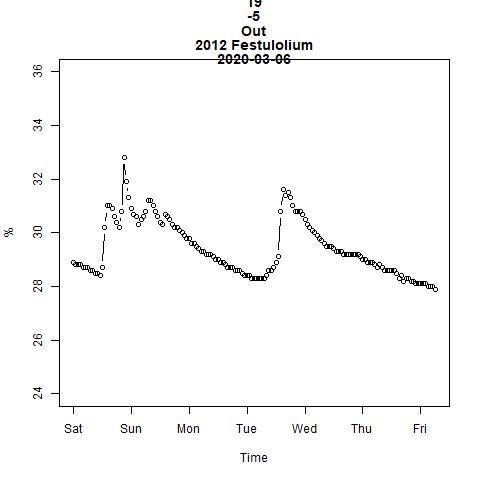 19
-5
Out
2012 Festulolium
2020-03-06
36
34
32
30
28
26
24
%
Sat
Sun
Mon
Tue
Wed
Thu
Fri
Time